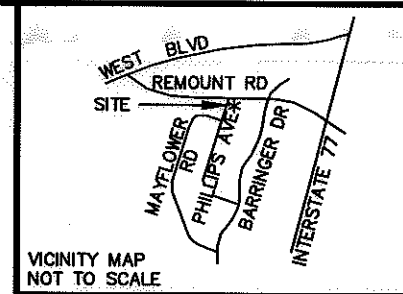 WEST BLVD
REMOUNT RD
SITE
MAYFLOWER
RD
PHILLIPS AVE
BARRINGER DR
INTERSTATE 77
VICINITY MAP
NOT TO SCALE